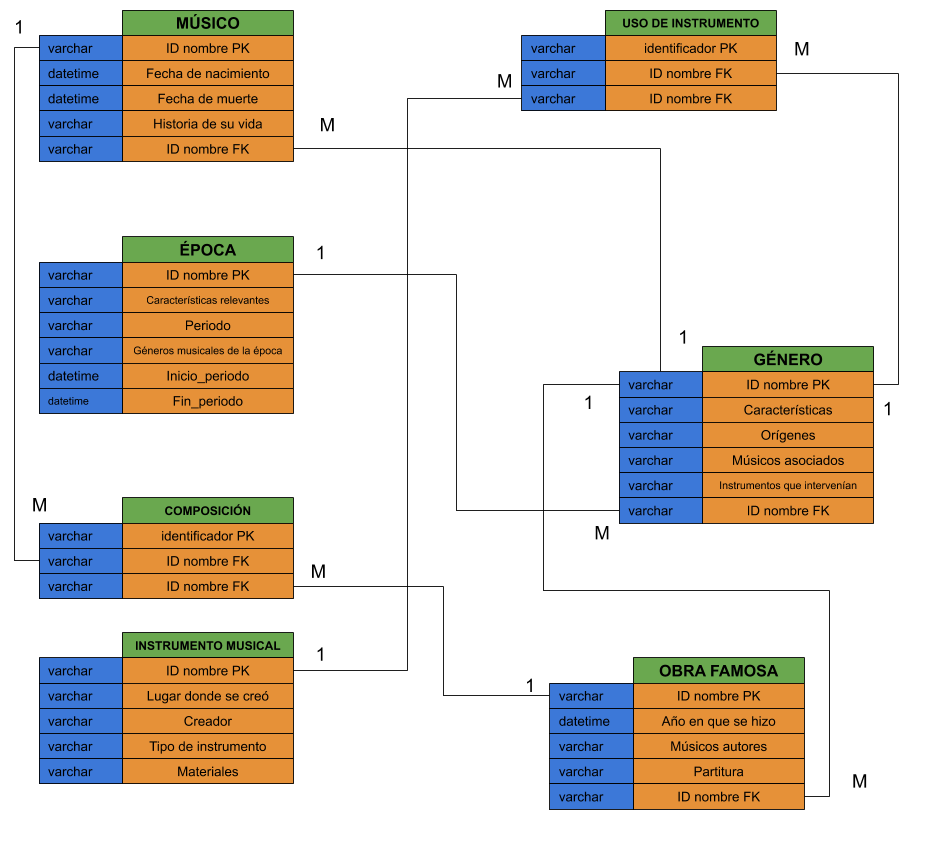 1
MÚSICO
varchar ID nombre PK
datetime Fecha de nacimiento
datetime Fecha de muerte
varchar Historia de su vida
varchar ID nombre FK
M
USO DE INSTRUMENTO
varchar identificador PK
varchar ID nombre FK
varchar ID nombre FK
M
M
ÉPOCA
varchar ID nombre PK
varchar Características relevantes
varchar Periodo
varchar Géneros musicales de la época
datetime Inicio_periodo
datetime Fin_periodo
1
1
GÉNERO
varchar ID nombre PK
varchar Características
varchar Orígenes
varchar Músicos asociados
varchar Instrumentos que intervenían
varchar ID nombre FK
1
1
M
M
COMPOSICIÓN
varchar identificador PK
varchar ID nombre FK
varchar ID nombre FK
M
INSTRUMENTO MUSICAL
varchar ID nombre PK
varchar Lugar donde se creó
varchar Creador
varchar Tipo de instrumento
varchar Materiales
1
1
OBRA FAMOSA
varchar ID nombre PK
datetime Año en que se hizo
varchar Músicos autores
varchar Partitura
varchar ID nombre FK
M